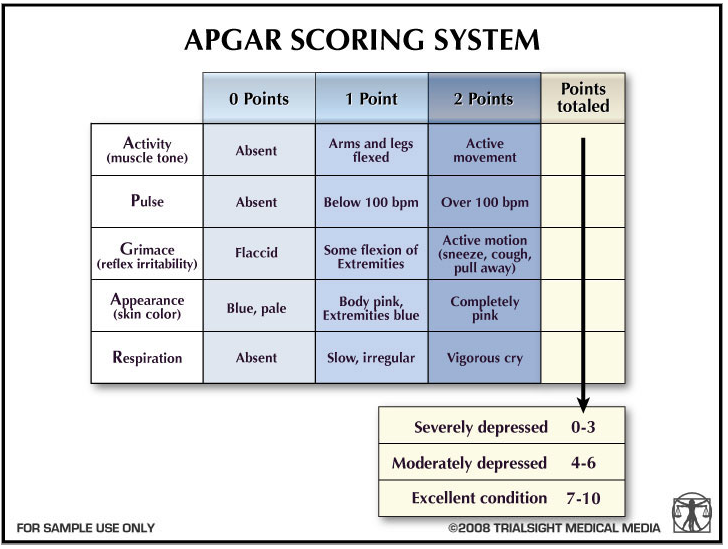 APGAR SCORING SYSTEM
0 Points
1 Point
2 Points
Points
totaled
Activity
(muscle tone)
Absent
Arms and legs
flexed
Active
movement
Pulse
Absent
Below 100 bpm
Over 100 bpm
Grimace
(reflex irritability)
Flaccid
Some flexion of
Extremities
Active motion
(sneeze, cough,
pull away)
Appearance
(skin color)
Blue, pale
Body pink,
Extremities blue
Completely
pink
Respiration
Absent
Slow, irregular
Vigorous cry
Severely depressed 0-3
Moderately depressed 4-6
Excellent condition 7-10
FOR SAMPLE USE ONLY
©2008 TRIALSIGHT MEDICAL MEDIA